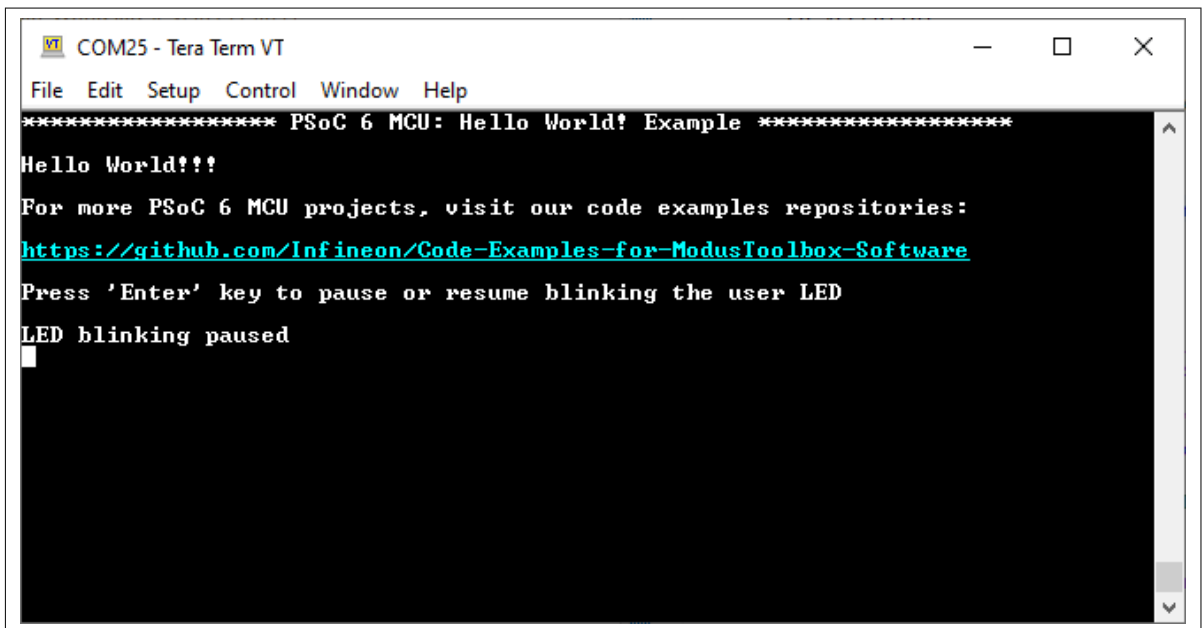 COM25 - Tera Term VT
File Edit Setup Control Window Help
****************** PSoC 6 MCU: Hello World! Example ******************
Hello World!!!
For more PSoC 6 MCU projects, visit our code examples repositories:
https://github.com/Infineon/Code-Examples-for-ModusToolbox-Software
Press 'Enter' key to pause or resume blinking the user LED
LED blinking paused